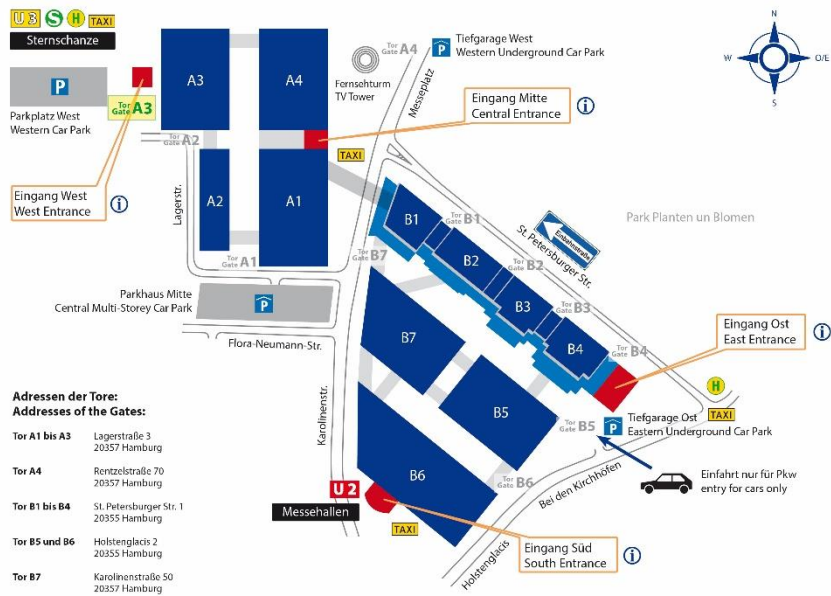 U3 S H TAXI
Sternschanze
P
Parkplatz West
Western Car Park
Tor
Gate A3
Eingang West
West Entrance
i
A3
A4
Tor
Gate A2
A2
A1
Lagerstr.
Tor
Gate A1
Fernsehturm
TV Tower
Tor
Gate A4
Messeplatz
P
Tiefgarage West
Western Underground Car Park
Eingang Mitte
Central Entrance
i
TAXI
N
W
O/E
S
Park Planten un Blomen
Einbahnstraße
St. Petersburger Str.
B1
Tor
Gate B1
B2
Tor
Gate B2
B3
Tor
Gate B3
B4
Tor
Gate B4
Tor
Gate B7
Parkhaus Mitte
Central Multi-Storey Car Park
P
Flora-Neumann-Str.
Karolinenstr.
B7
B5
B6
Eingang Ost
East Entrance
i
H
TAXI
Tor
Gate B5
P
Tiefgarage Ost
Eastern Underground Car Park
Tor
Gate B6
Bei den Kirchhöfen
Einfahrt nur für Pkw
entry for cars only
U2
Messehallen
TAXI
Holstenglacis
Eingang Süd
South Entrance
i
Adressen der Tore:
Addresses of the Gates:
Tor A1 bis A3 Lagerstraße 3
20357 Hamburg
Tor A4 Rentzelstraße 70
20357 Hamburg
Tor B1 bis B4 St. Petersburger Str. 1
20355 Hamburg
Tor B5 und B6 Holstenglacis 2
20355 Hamburg
Tor B7 Karolinenstraße 50
20357 Hamburg